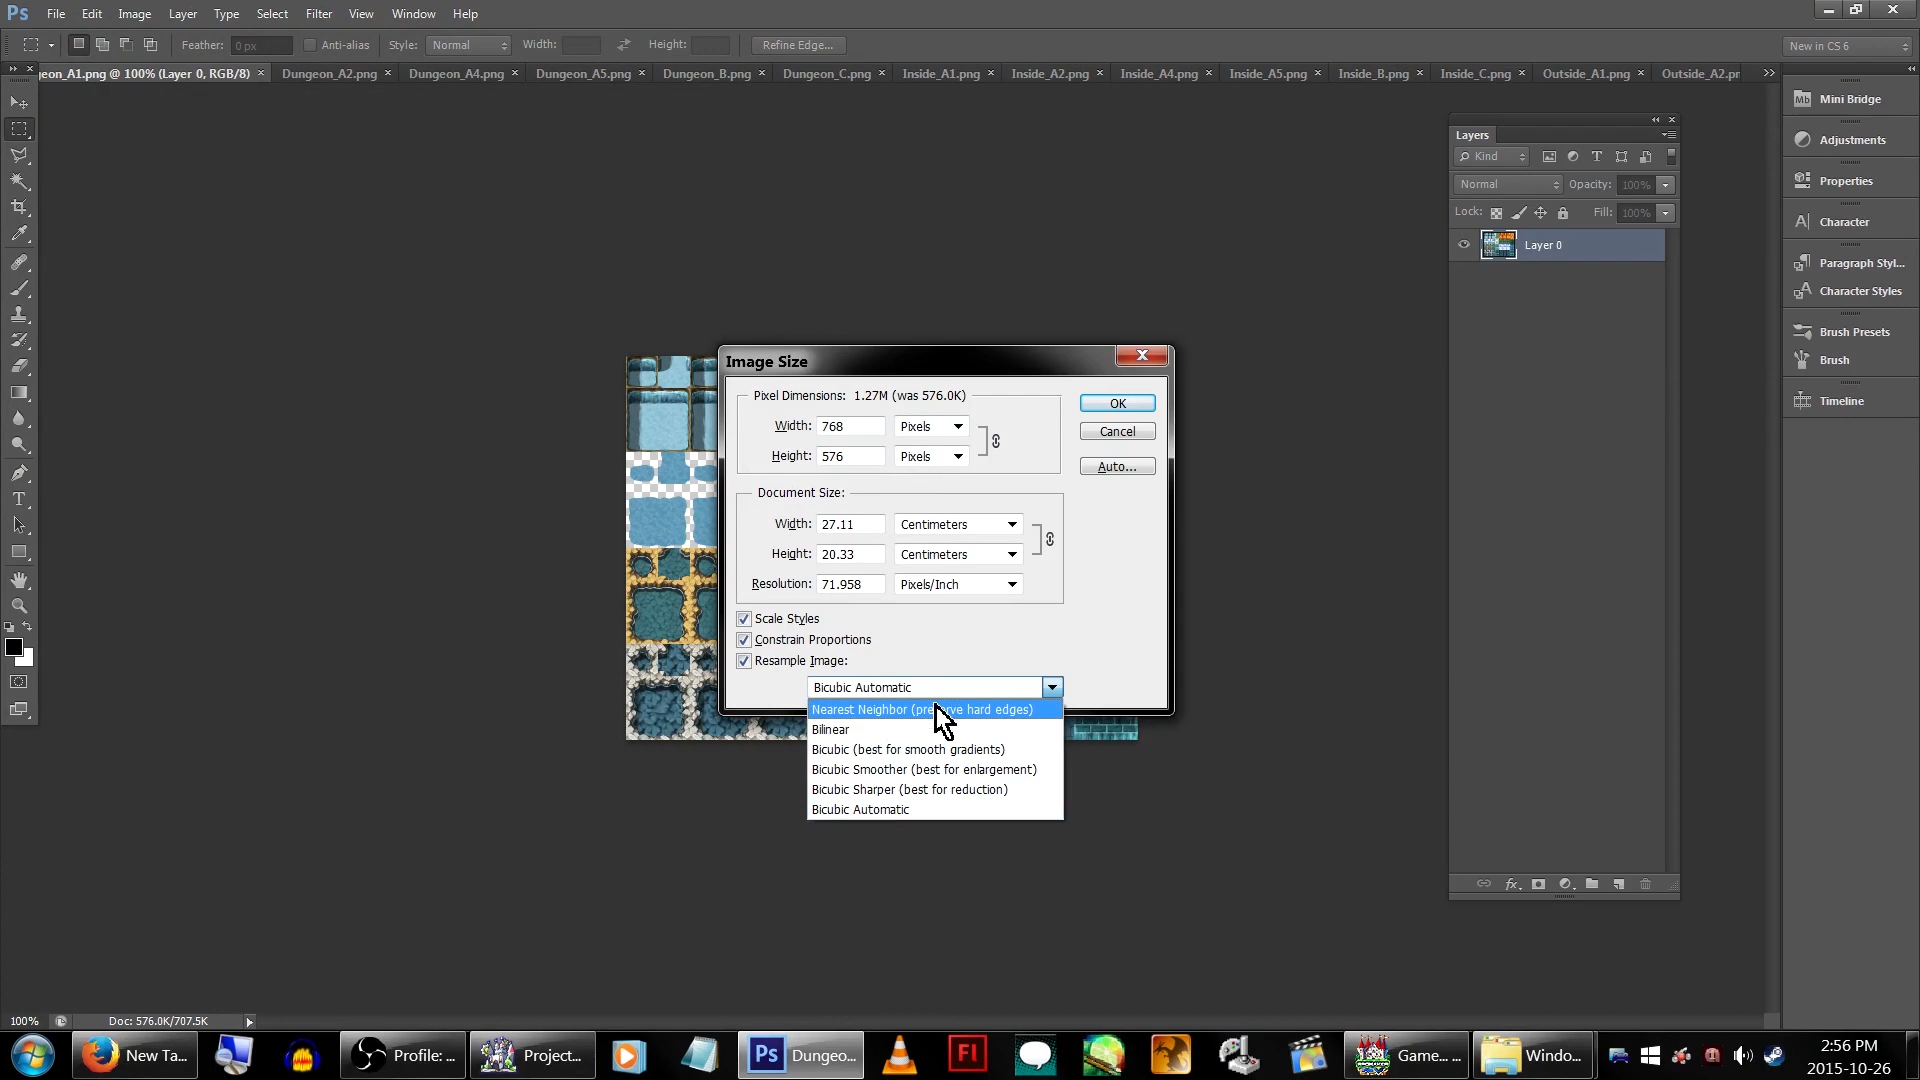 Ps File Edit Image Layer Type Select Filter View Window Help
Feather: 0 px Anti-alias Style: Normal Width: Height: Refine Edge... New in CS 6
eon_A1.png @ 100% (Layer 0, RGB/8) Dungeon_A2.png Dungeon_A4.png Dungeon_A5.png Dungeon_B.png Dungeon_C.png Inside_A1.png Inside_A2.png Inside_A4.png Inside_A5.png Inside_B.png Inside_C.png Outside_A1.png Outside_A2.pr
Mb Mini Bridge
Adjustments
Properties
Character
Paragraph Styl...
Character Styles
Brush Presets
Brush
Timeline
Layers
Kind
Normal Opacity: 100%
Lock: Fill: 100%
Layer 0
Image Size
Pixel Dimensions: 1.27M (was 576.0K)
Width: 768 Pixels
Height: 576 Pixels
OK
Cancel
Auto...
Document Size:
Width: 27.11 Centimeters
Height: 20.33 Centimeters
Resolution: 71.958 Pixels/Inch
Scale Styles
Constrain Proportions
Resample Image:
Bicubic Automatic
Nearest Neighbor (preserve hard edges)
Bilinear
Bicubic (best for smooth gradients)
Bicubic Smoother (best for enlargement)
Bicubic Sharper (best for reduction)
Bicubic Automatic
100% Doc: 576.0K/707.5K
New Ta... Profile: ... Project... Ps Dungeo... Fl Game... ... Windo...
2:56 PM
2015-10-26